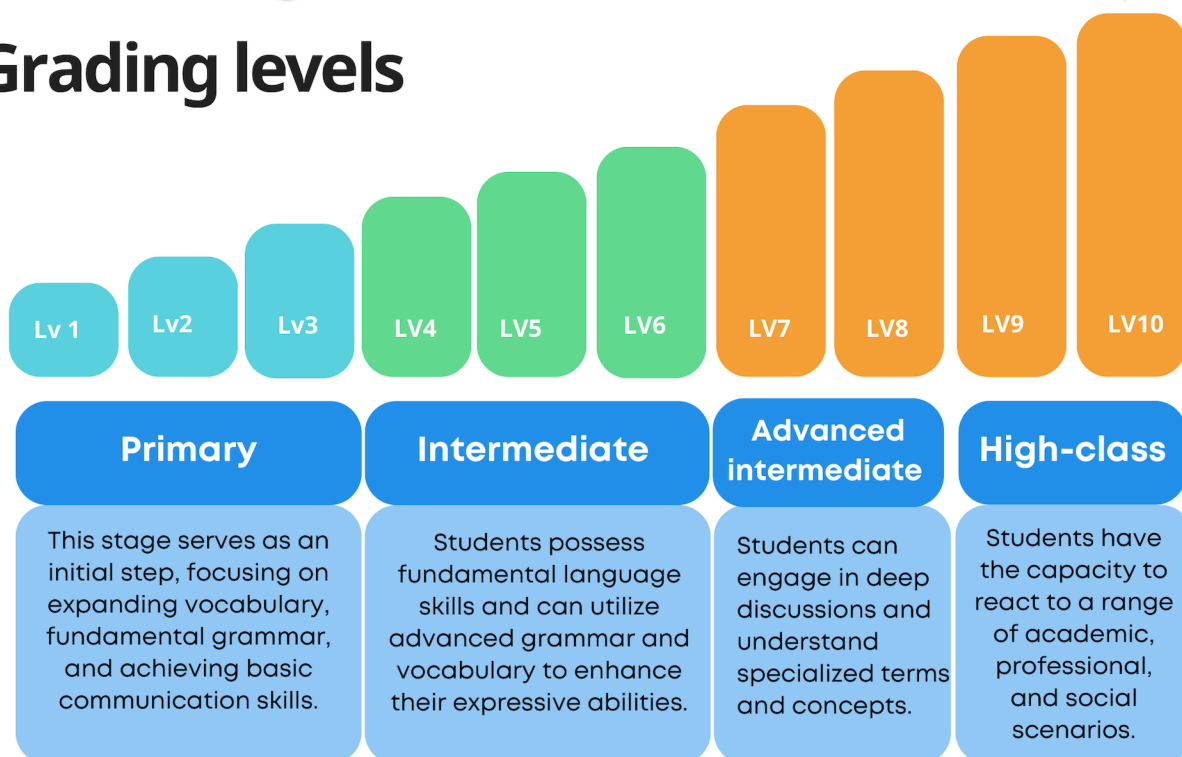 Grading levels
Lv 1
Lv2
Lv3
LV4
LV5
LV6
LV7
LV8
LV9
LV10
Primary
This stage serves as an
initial step, focusing on
expanding vocabulary,
fundamental grammar,
and achieving basic
communication skills.
Intermediate
Students possess
fundamental language
skills and can utilize
advanced grammar and
vocabulary to enhance
their expressive abilities.
Advanced
intermediate
Students can
engage in deep
discussions and
understand
specialized terms
and concepts.
High-class
Students have
the capacity to
react to a range
of academic,
professional,
and social
scenarios.